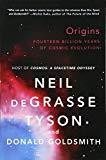 Origins
FOURTEEN BILLION YEARS
OF COSMIC EVOLUTION
HOST OF COSMOS: A SPACETIME ODYSSEY
NEIL
DEGRASSE
TYSON
AND
DONALD GOLDSMITH